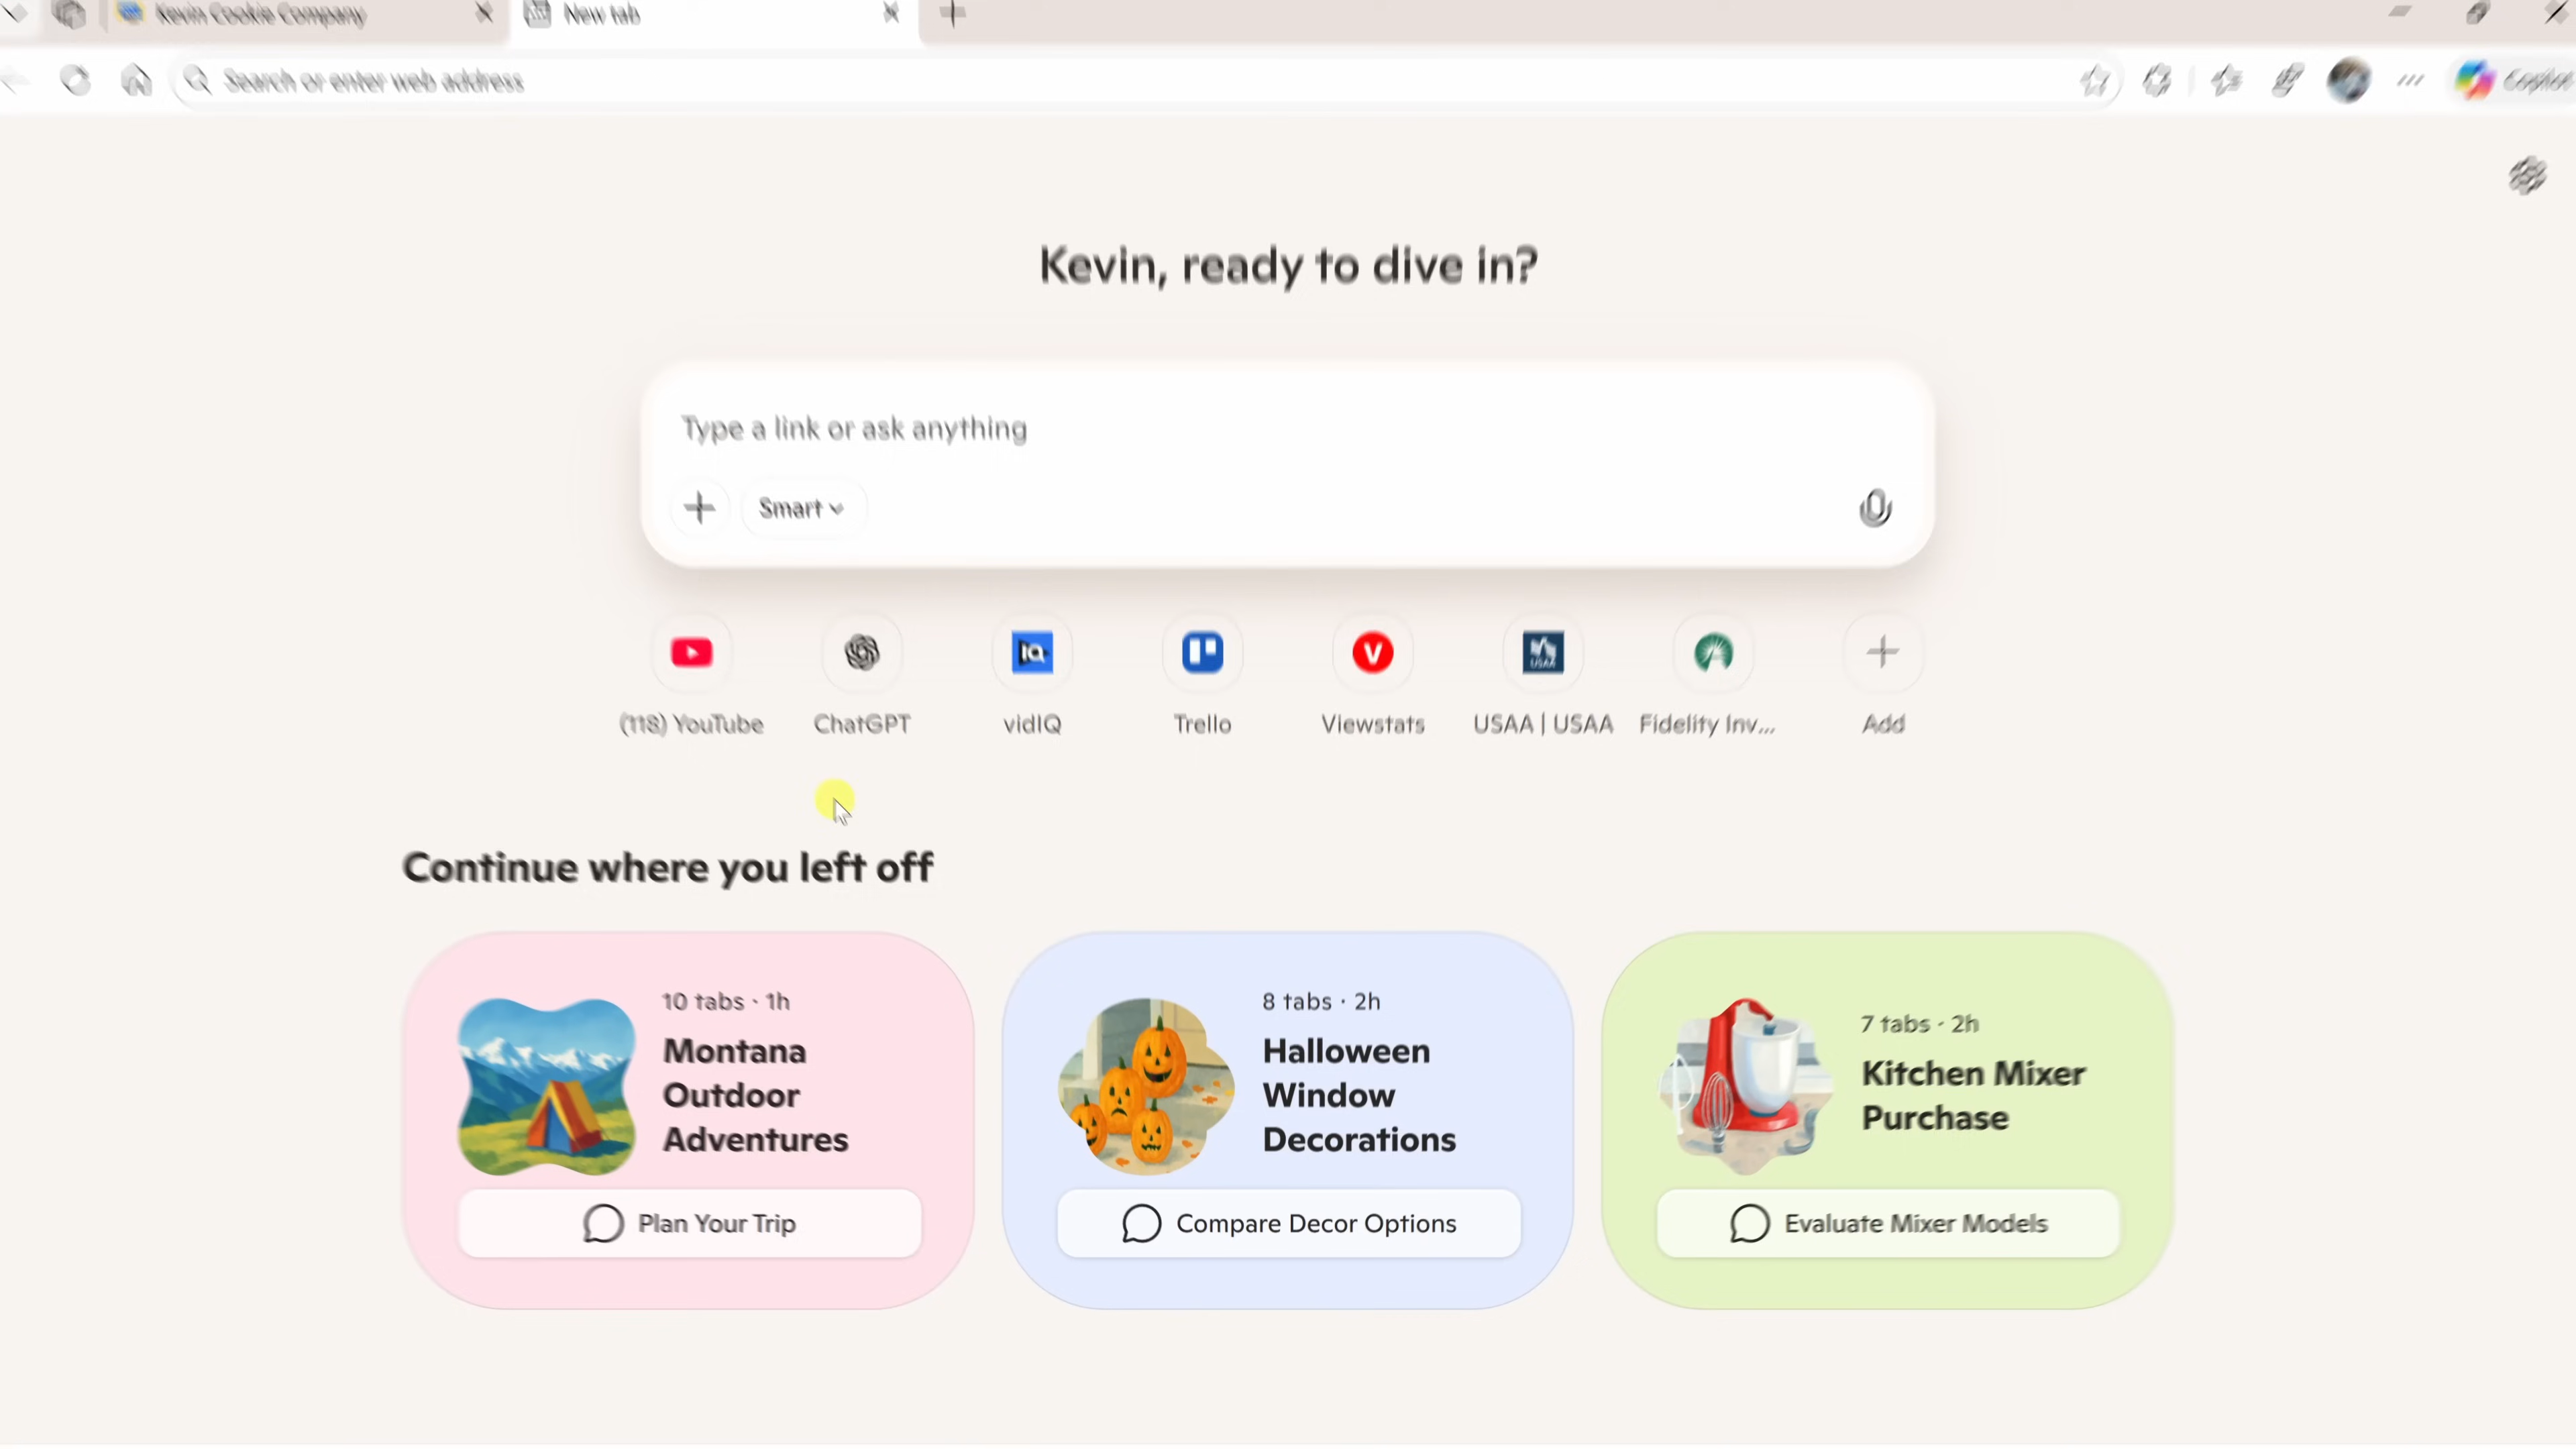 Kevin Cookie Company
New tab
Search or enter web address
Copilot
Kevin, ready to dive in?
Type a link or ask anything
Smart
(118) YouTube
ChatGPT
vidIQ
Trello
Viewstats
USAA | USAA
Fidelity Inv...
Add
Continue where you left off
10 tabs · 1h
Montana
Outdoor
Adventures
Plan Your Trip
8 tabs · 2h
Halloween
Window
Decorations
Compare Decor Options
7 tabs · 2h
Kitchen Mixer
Purchase
Evaluate Mixer Models